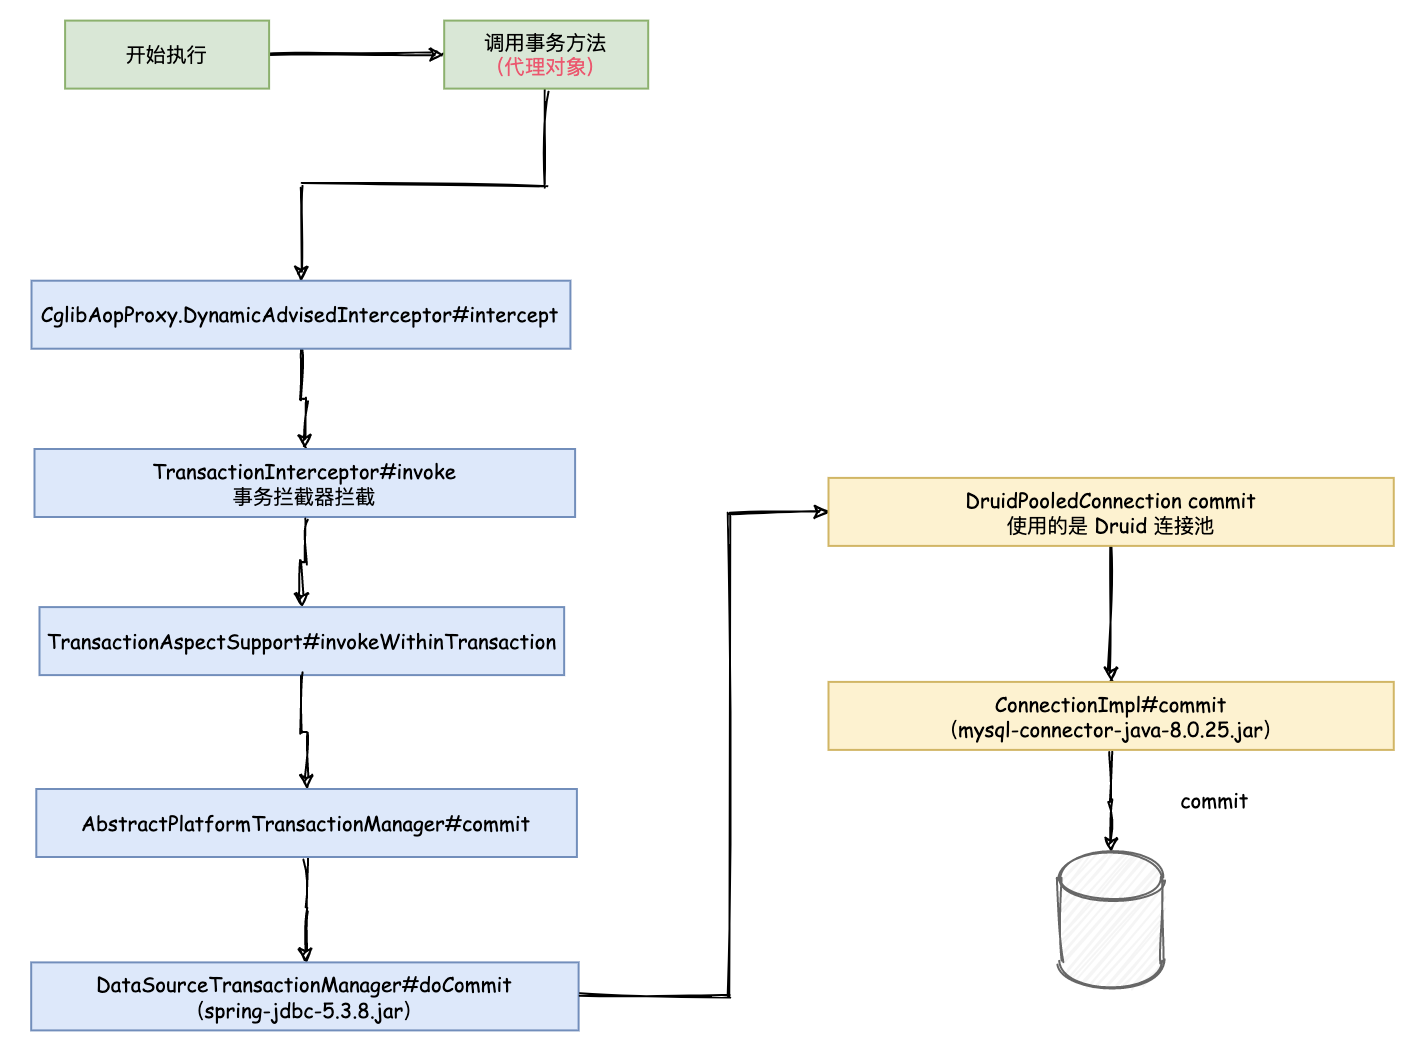 开始执行
调用事务方法
(代理对象)
CglibAopProxy.DynamicAdvisedInterceptor#intercept
TransactionInterceptor#invoke
事务拦截器拦截
TransactionAspectSupport#invokeWithinTransaction
AbstractPlatformTransactionManager#commit
DataSourceTransactionManager#doCommit
(spring-jdbc-5.3.8.jar)
DruidPooledConnection commit
使用的是 Druid 连接池
ConnectionImpl#commit
(mysql-connector-java-8.0.25.jar)
commit